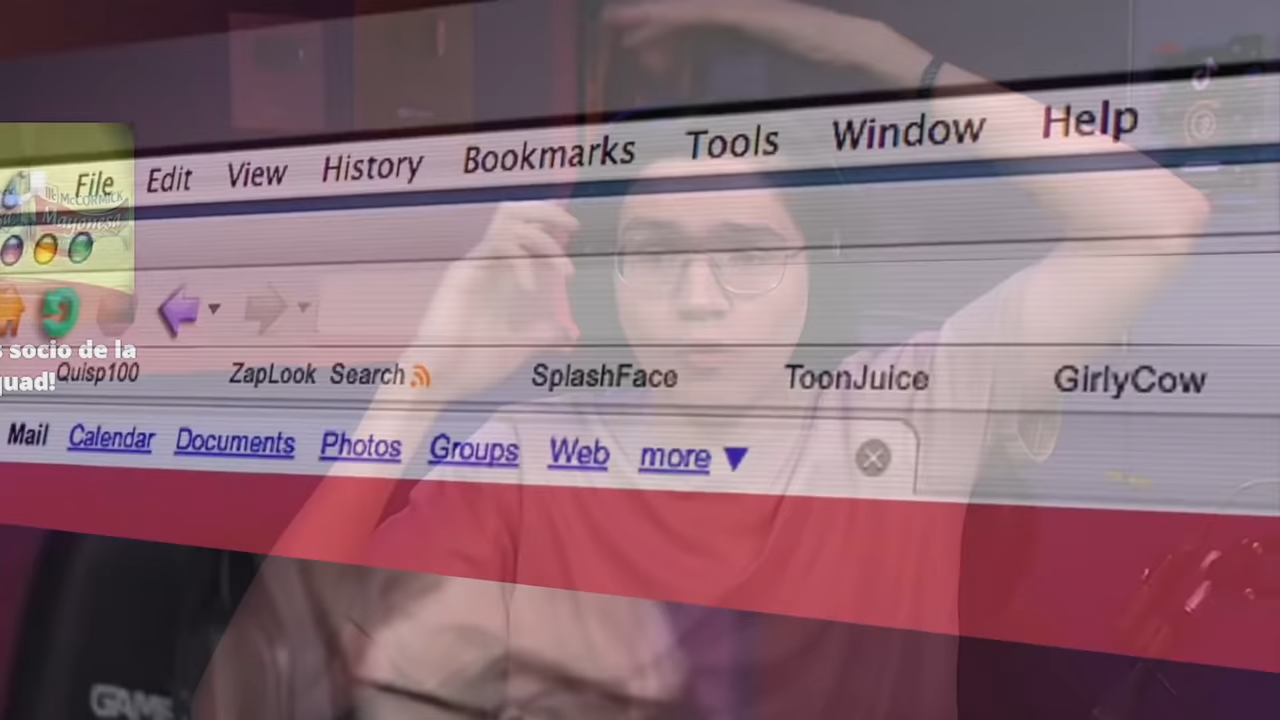 File Edit View History Bookmarks Tools Window Help
McCORMICK
Mayonesa
socio de la
Quisp100 ZapLook Search SplashFace ToonJuice GirlyCow
quad!
Mail Calendar Documents Photos Groups Web more
GAME